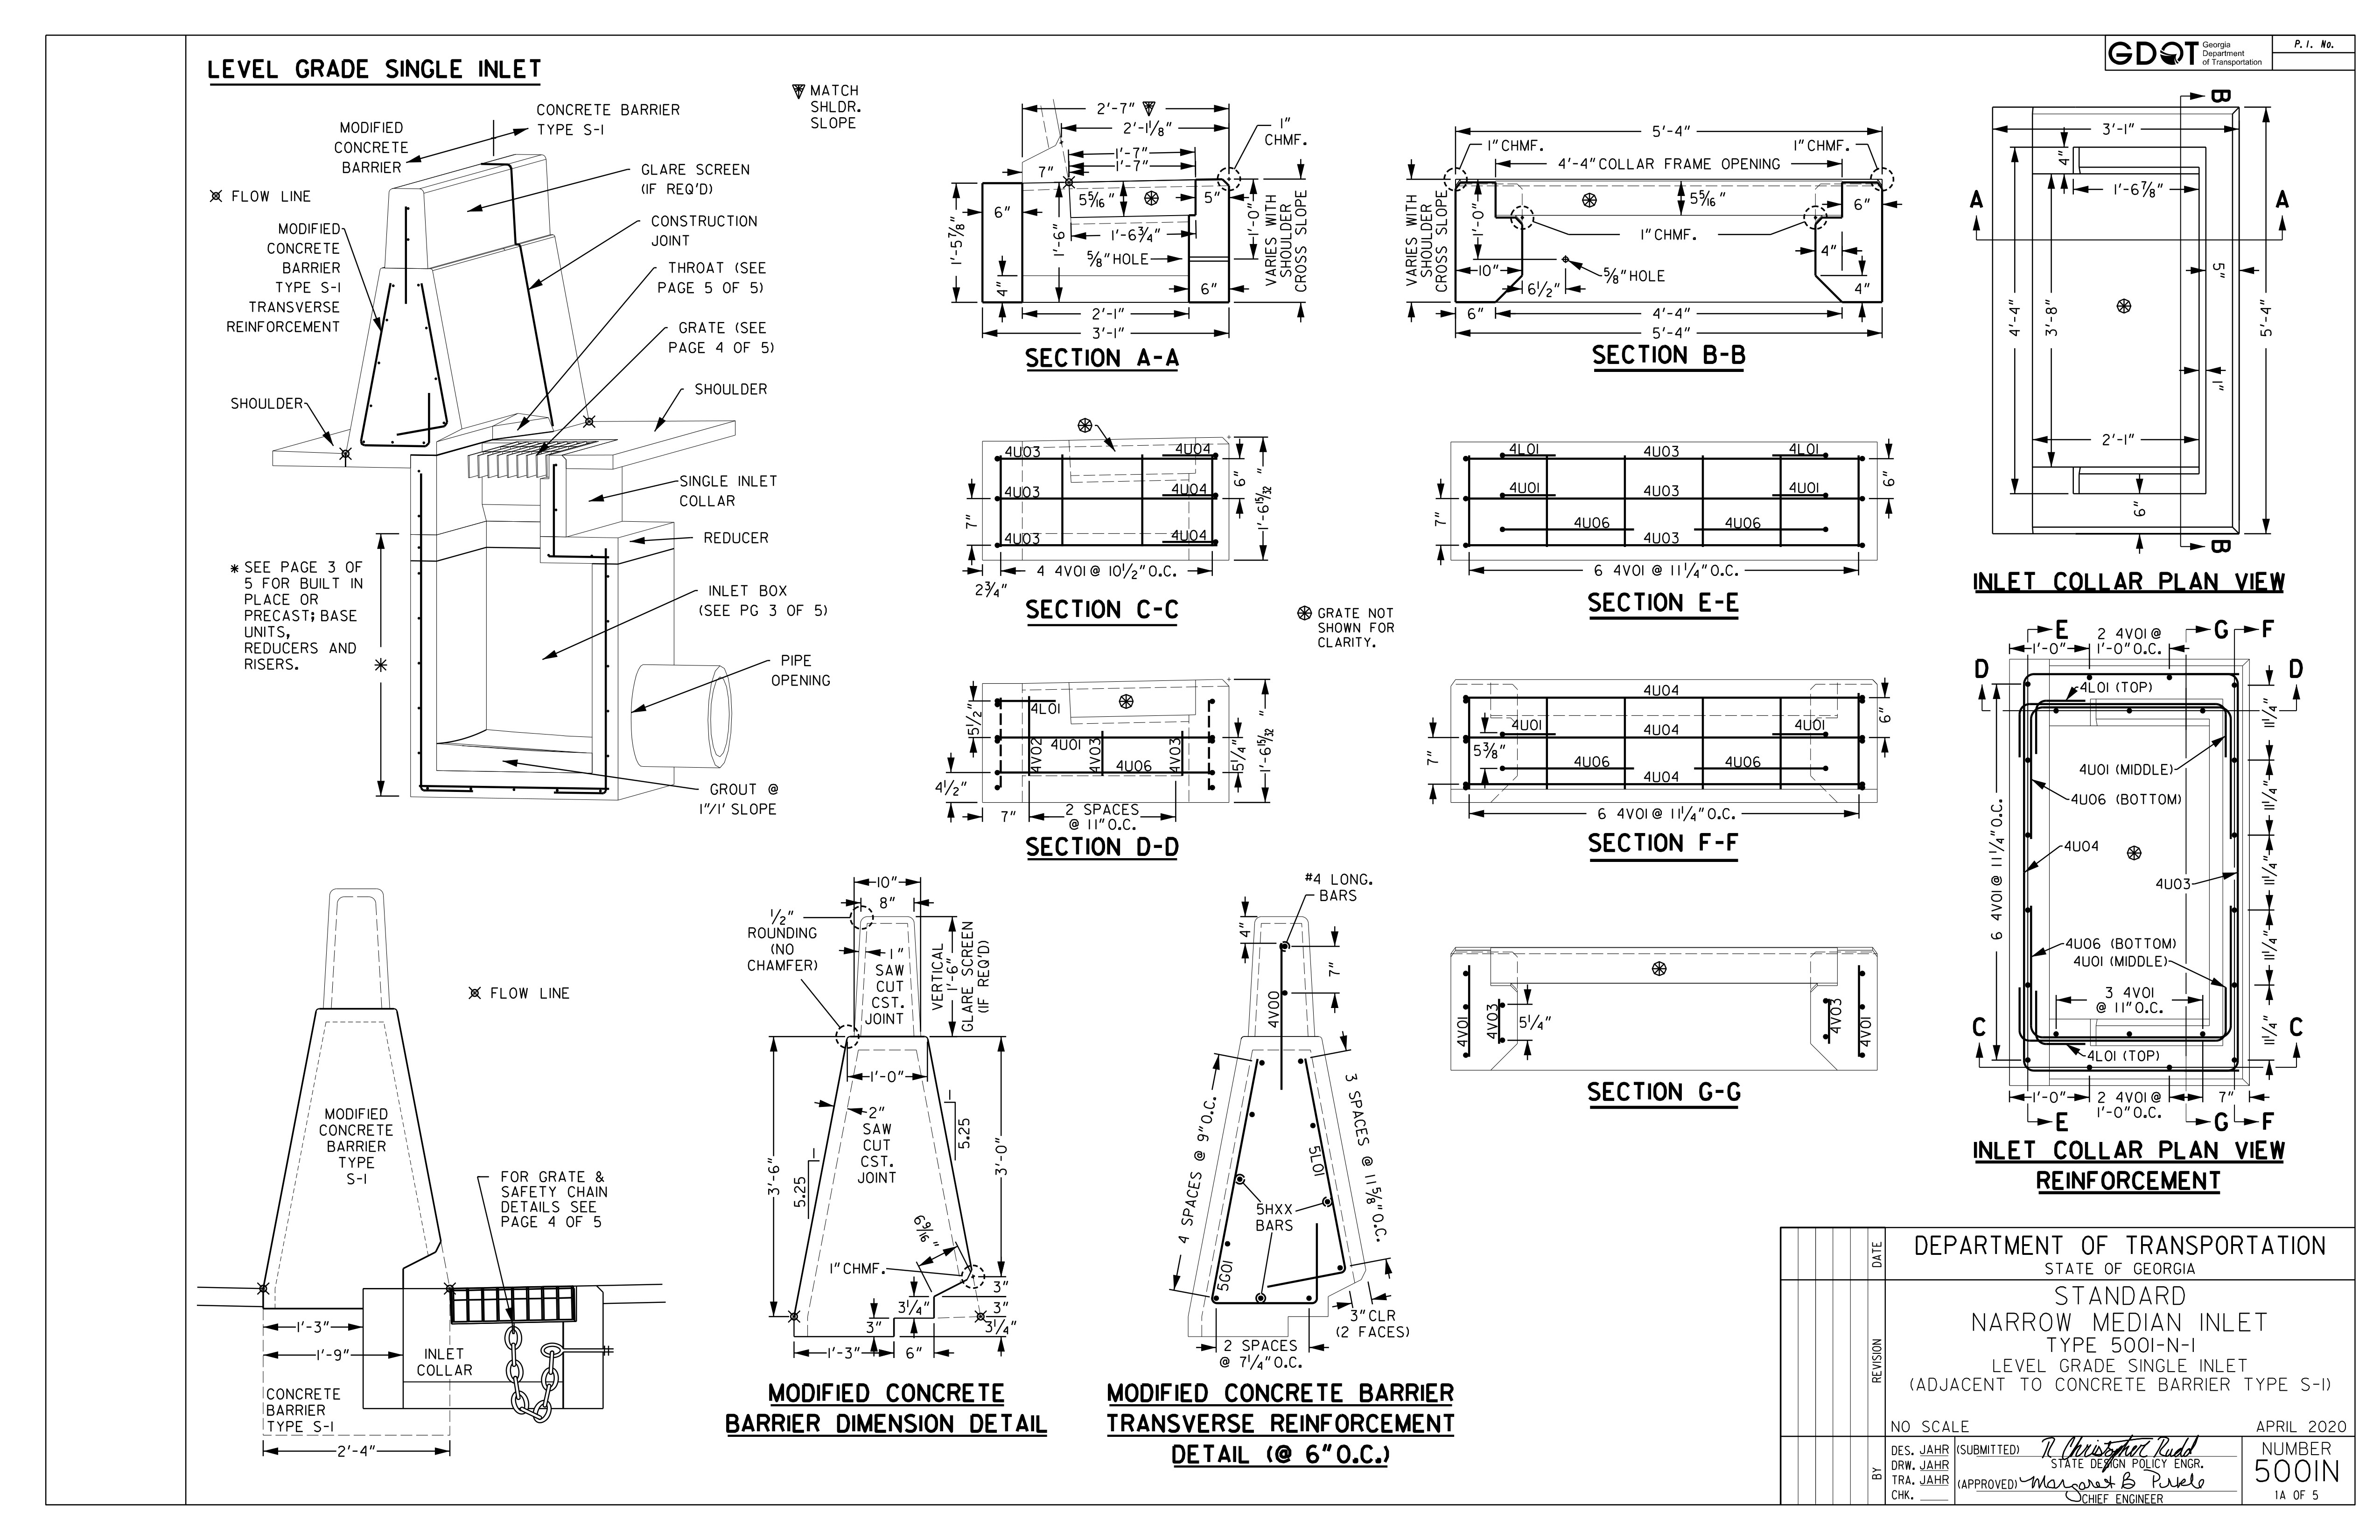 GDOT Georgia
Department
of Transportation
P.I. No.
LEVEL GRADE SINGLE INLET
MODIFIED
CONCRETE
BARRIER
CONCRETE BARRIER
TYPE S-1
FLOW LINE
GLARE SCREEN
(IF REQ'D)
MODIFIED
CONCRETE
BARRIER
TYPE S-1
TRANSVERSE
REINFORCEMENT
CONSTRUCTION
JOINT
THROAT (SEE
PAGE 5 OF 5)
GRATE (SEE
PAGE 4 OF 5)
SHOULDER
SHOULDER
SINGLE INLET
COLLAR
REDUCER
* SEE PAGE 3 OF
5 FOR BUILT IN
PLACE OR
PRECAST; BASE
UNITS,
REDUCERS AND
RISERS.
*
INLET BOX
(SEE PG 3 OF 5)
PIPE
OPENING
GROUT @
1"/1' SLOPE
MATCH
SHLDR.
SLOPE
2'-7"
2'-1 1/8"
1" CHMF.
1'-7"
1'-7"
7"
6"
5 5/16"
5"
1'-0"
1'-5 7/8"
1'-6"
1'-6 3/4"
5/8" HOLE
4"
6"
2'-1"
3'-1"
VARIES WITH
SHOULDER
CROSS SLOPE
SECTION A-A
5'-4"
1" CHMF.
1" CHMF.
4'-4" COLLAR FRAME OPENING
VARIES WITH
SHOULDER
CROSS SLOPE
1'-0"
5 5/16"
6"
1" CHMF.
4"
10"
5/8" HOLE
6 1/2"
4"
6"
4'-4"
5'-4"
SECTION B-B
B
3'-1"
4"
1'-6 7/8"
A
A
4'-4"
3'-8"
5"
5'-4"
1"
2'-1"
6"
B
INLET COLLAR PLAN VIEW
4U03
4U04
4U03
4U04
4U03
4U04
7"
6"
1'-6 15/32"
4 4V01 @ 10 1/2" O.C.
2 3/4"
SECTION C-C
4L01
4U03
4L01
4U01
4U03
4U01
4U06
4U06
4U03
7"
6"
6 4V01 @ 11 1/4" O.C.
SECTION E-E
GRATE NOT
SHOWN FOR
CLARITY.
5 1/2"
4L01
4V02
4U01
4V03
4V03
4U06
4 1/2"
5 1/4"
1'-6 15/32"
7"
2 SPACES
@ 11" O.C.
SECTION D-D
4U04
4U01
4U04
4U01
5 3/8"
4U06
4U06
4U04
7"
6"
6 4V01 @ 11 1/4" O.C.
SECTION F-F
E
2 4V01 @
G
F
1'-0"
1'-0" O.C.
D
D
4L01 (TOP)
11 1/4"
4U01 (MIDDLE)
11 1/4"
4U06 (BOTTOM)
6 4V01 @ 11 1/4" O.C.
4U04
11 1/4"
4U03
11 1/4"
4U06 (BOTTOM)
4U01 (MIDDLE)
3 4V01
@ 11" O.C.
11 1/4"
C
C
4L01 (TOP)
1'-0"
2 4V01 @
1'-0" O.C.
7"
E
G
F
INLET COLLAR PLAN VIEW
REINFORCEMENT
4V01
4V03
5 1/4"
4V03
4V01
SECTION G-G
FLOW LINE
MODIFIED
CONCRETE
BARRIER
TYPE
S-1
FOR GRATE &
SAFETY CHAIN
DETAILS SEE
PAGE 4 OF 5
1'-3"
1'-9"
INLET
COLLAR
CONCRETE
BARRIER
TYPE S-1
2'-4"
10"
8"
1/2"
ROUNDING
(NO
CHAMFER)
1"
SAW
CUT
CST.
JOINT
VERTICAL
1'-6"
GLARE SCREEN
(IF REQ'D)
1'-0"
2"
SAW
CUT
CST.
JOINT
1
5.25
1
5.25
3'-6"
3'-0"
6 9/16"
1" CHMF.
3"
3 1/4"
3"
3"
3 1/4"
1'-3"
6"
MODIFIED CONCRETE
BARRIER DIMENSION DETAIL
#4 LONG.
BARS
4"
7"
4V00
4 SPACES @ 9" O.C.
3 SPACES @ 11 5/8" O.C.
5L01
5HXX
BARS
5G01
3" CLR
(2 FACES)
2 SPACES
@ 7 1/4" O.C.
MODIFIED CONCRETE BARRIER
TRANSVERSE REINFORCEMENT
DETAIL (@ 6" O.C.)
DATE
REVISION
BY
DEPARTMENT OF TRANSPORTATION
STATE OF GEORGIA
STANDARD
NARROW MEDIAN INLET
TYPE 5001-N-1
LEVEL GRADE SINGLE INLET
(ADJACENT TO CONCRETE BARRIER TYPE S-1)
NO SCALE
APRIL 2020
DES. JAHR
DRW. JAHR
TRA. JAHR
CHK.
(SUBMITTED) R Christopher Rudd
STATE DESIGN POLICY ENGR.
(APPROVED) Margaret B Pirkle
CHIEF ENGINEER
NUMBER
5001N
1A OF 5